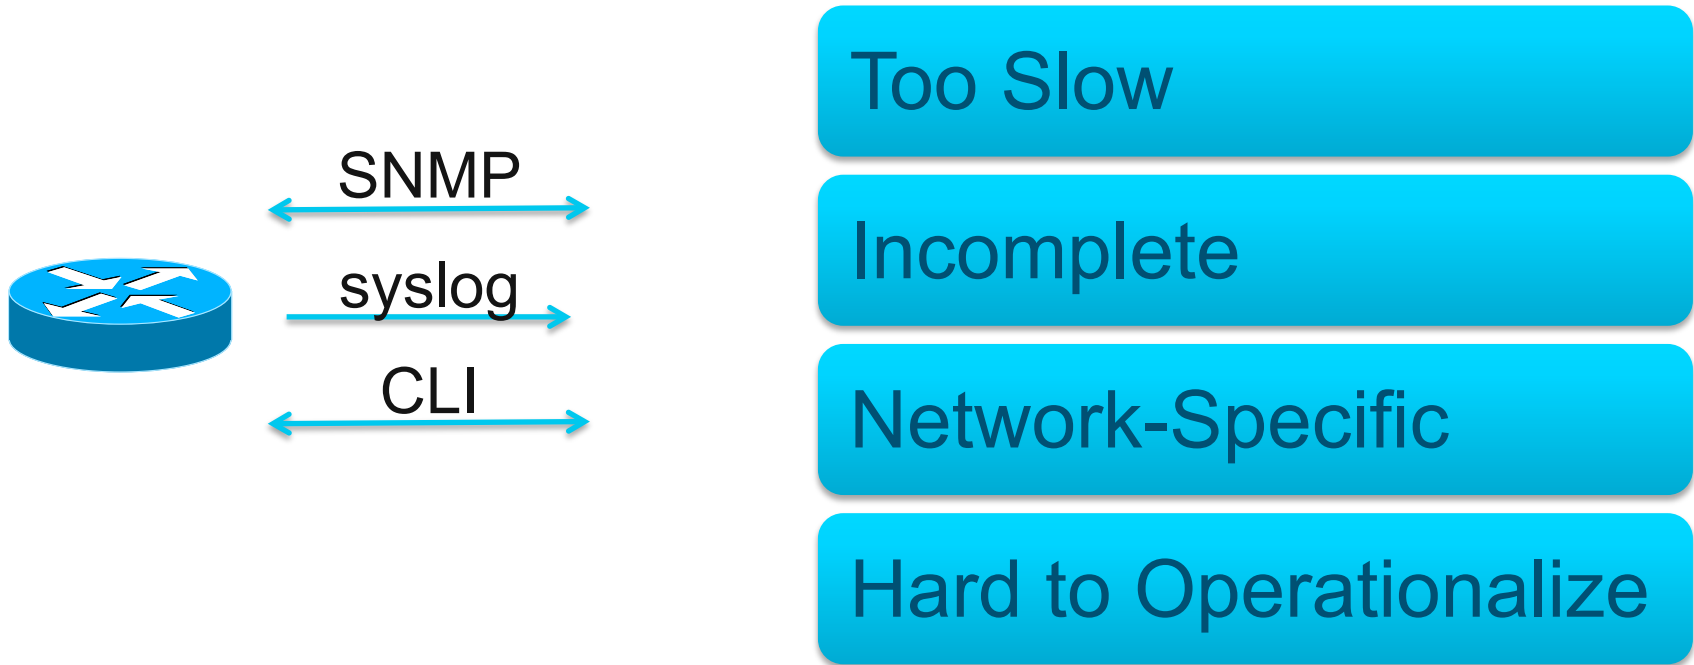 SNMP
syslog
CLI
Too Slow
Incomplete
Network-Specific
Hard to Operationalize